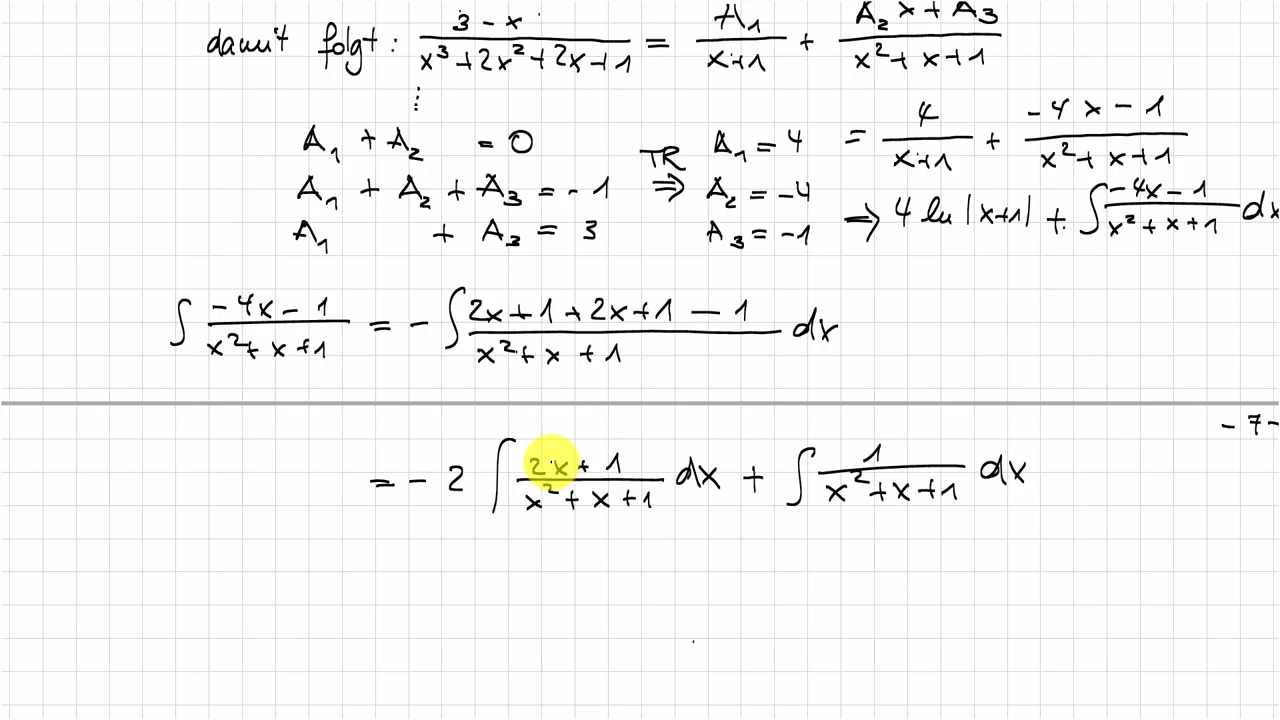 damit folgt : (3 - x)/(x³ + 2x² + 2x + 1) = A₁/(x+1) + (A₂ x + A₃)/(x² + x + 1)
⋮
A₁ + A₂ = 0    TR ⇒    A₁ = 4    = 4/(x+1) + (-4x - 1)/(x² + x + 1)
A₁ + A₂ + A₃ = -1    A₂ = -4    ⇒ 4 ln |x+1| + ∫ (-4x - 1)/(x² + x + 1) dx
A₁ + A₃ = 3    A₃ = -1
∫ (-4x - 1)/(x² + x + 1) = - ∫ (2x + 1 + 2x + 1 - 1)/(x² + x + 1) dx
- 7 -
= - 2 ∫ (2x + 1)/(x² + x + 1) dx + ∫ 1/(x² + x + 1) dx